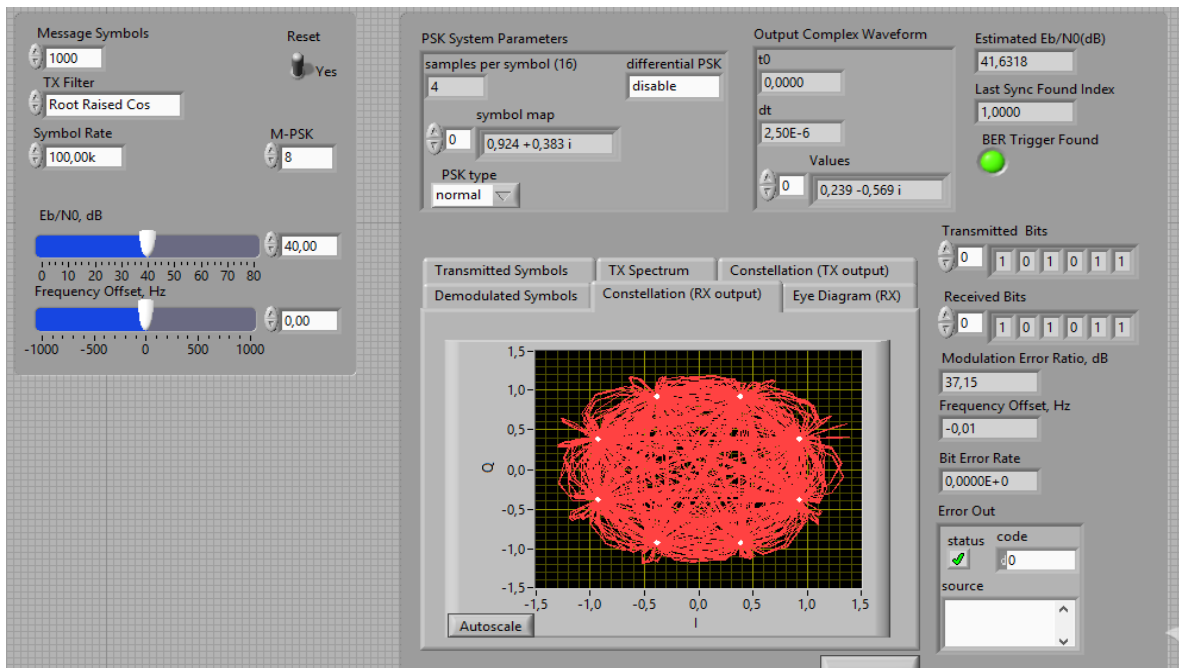 Message Symbols
1000
Reset
Yes
TX Filter
Root Raised Cos
Symbol Rate
100,00k
M-PSK
8
Eb/N0, dB
40,00
0 10 20 30 40 50 60 70 80
Frequency Offset, Hz
0,00
-1000 -500 0 500 1000
PSK System Parameters
samples per symbol (16)
4
differential PSK
disable
symbol map
0
0,924 +0,383 i
PSK type
normal
Output Complex Waveform
t0
0,0000
dt
2,50E-6
Values
0
0,239 -0,569 i
Estimated Eb/N0(dB)
41,6318
Last Sync Found Index
1,0000
BER Trigger Found
Transmitted Symbols
TX Spectrum
Constellation (TX output)
Demodulated Symbols
Constellation (RX output)
Eye Diagram (RX)
1,5
1,0
0,5
Q
0,0
-0,5
-1,0
-1,5
-1,5 -1,0 -0,5 0,0 0,5 1,0 1,5
I
Autoscale
Transmitted Bits
0
1 0 1 0 1 1
Received Bits
0
1 0 1 0 1 1
Modulation Error Ratio, dB
37,15
Frequency Offset, Hz
-0,01
Bit Error Rate
0,0000E+0
Error Out
status
code
d0
source